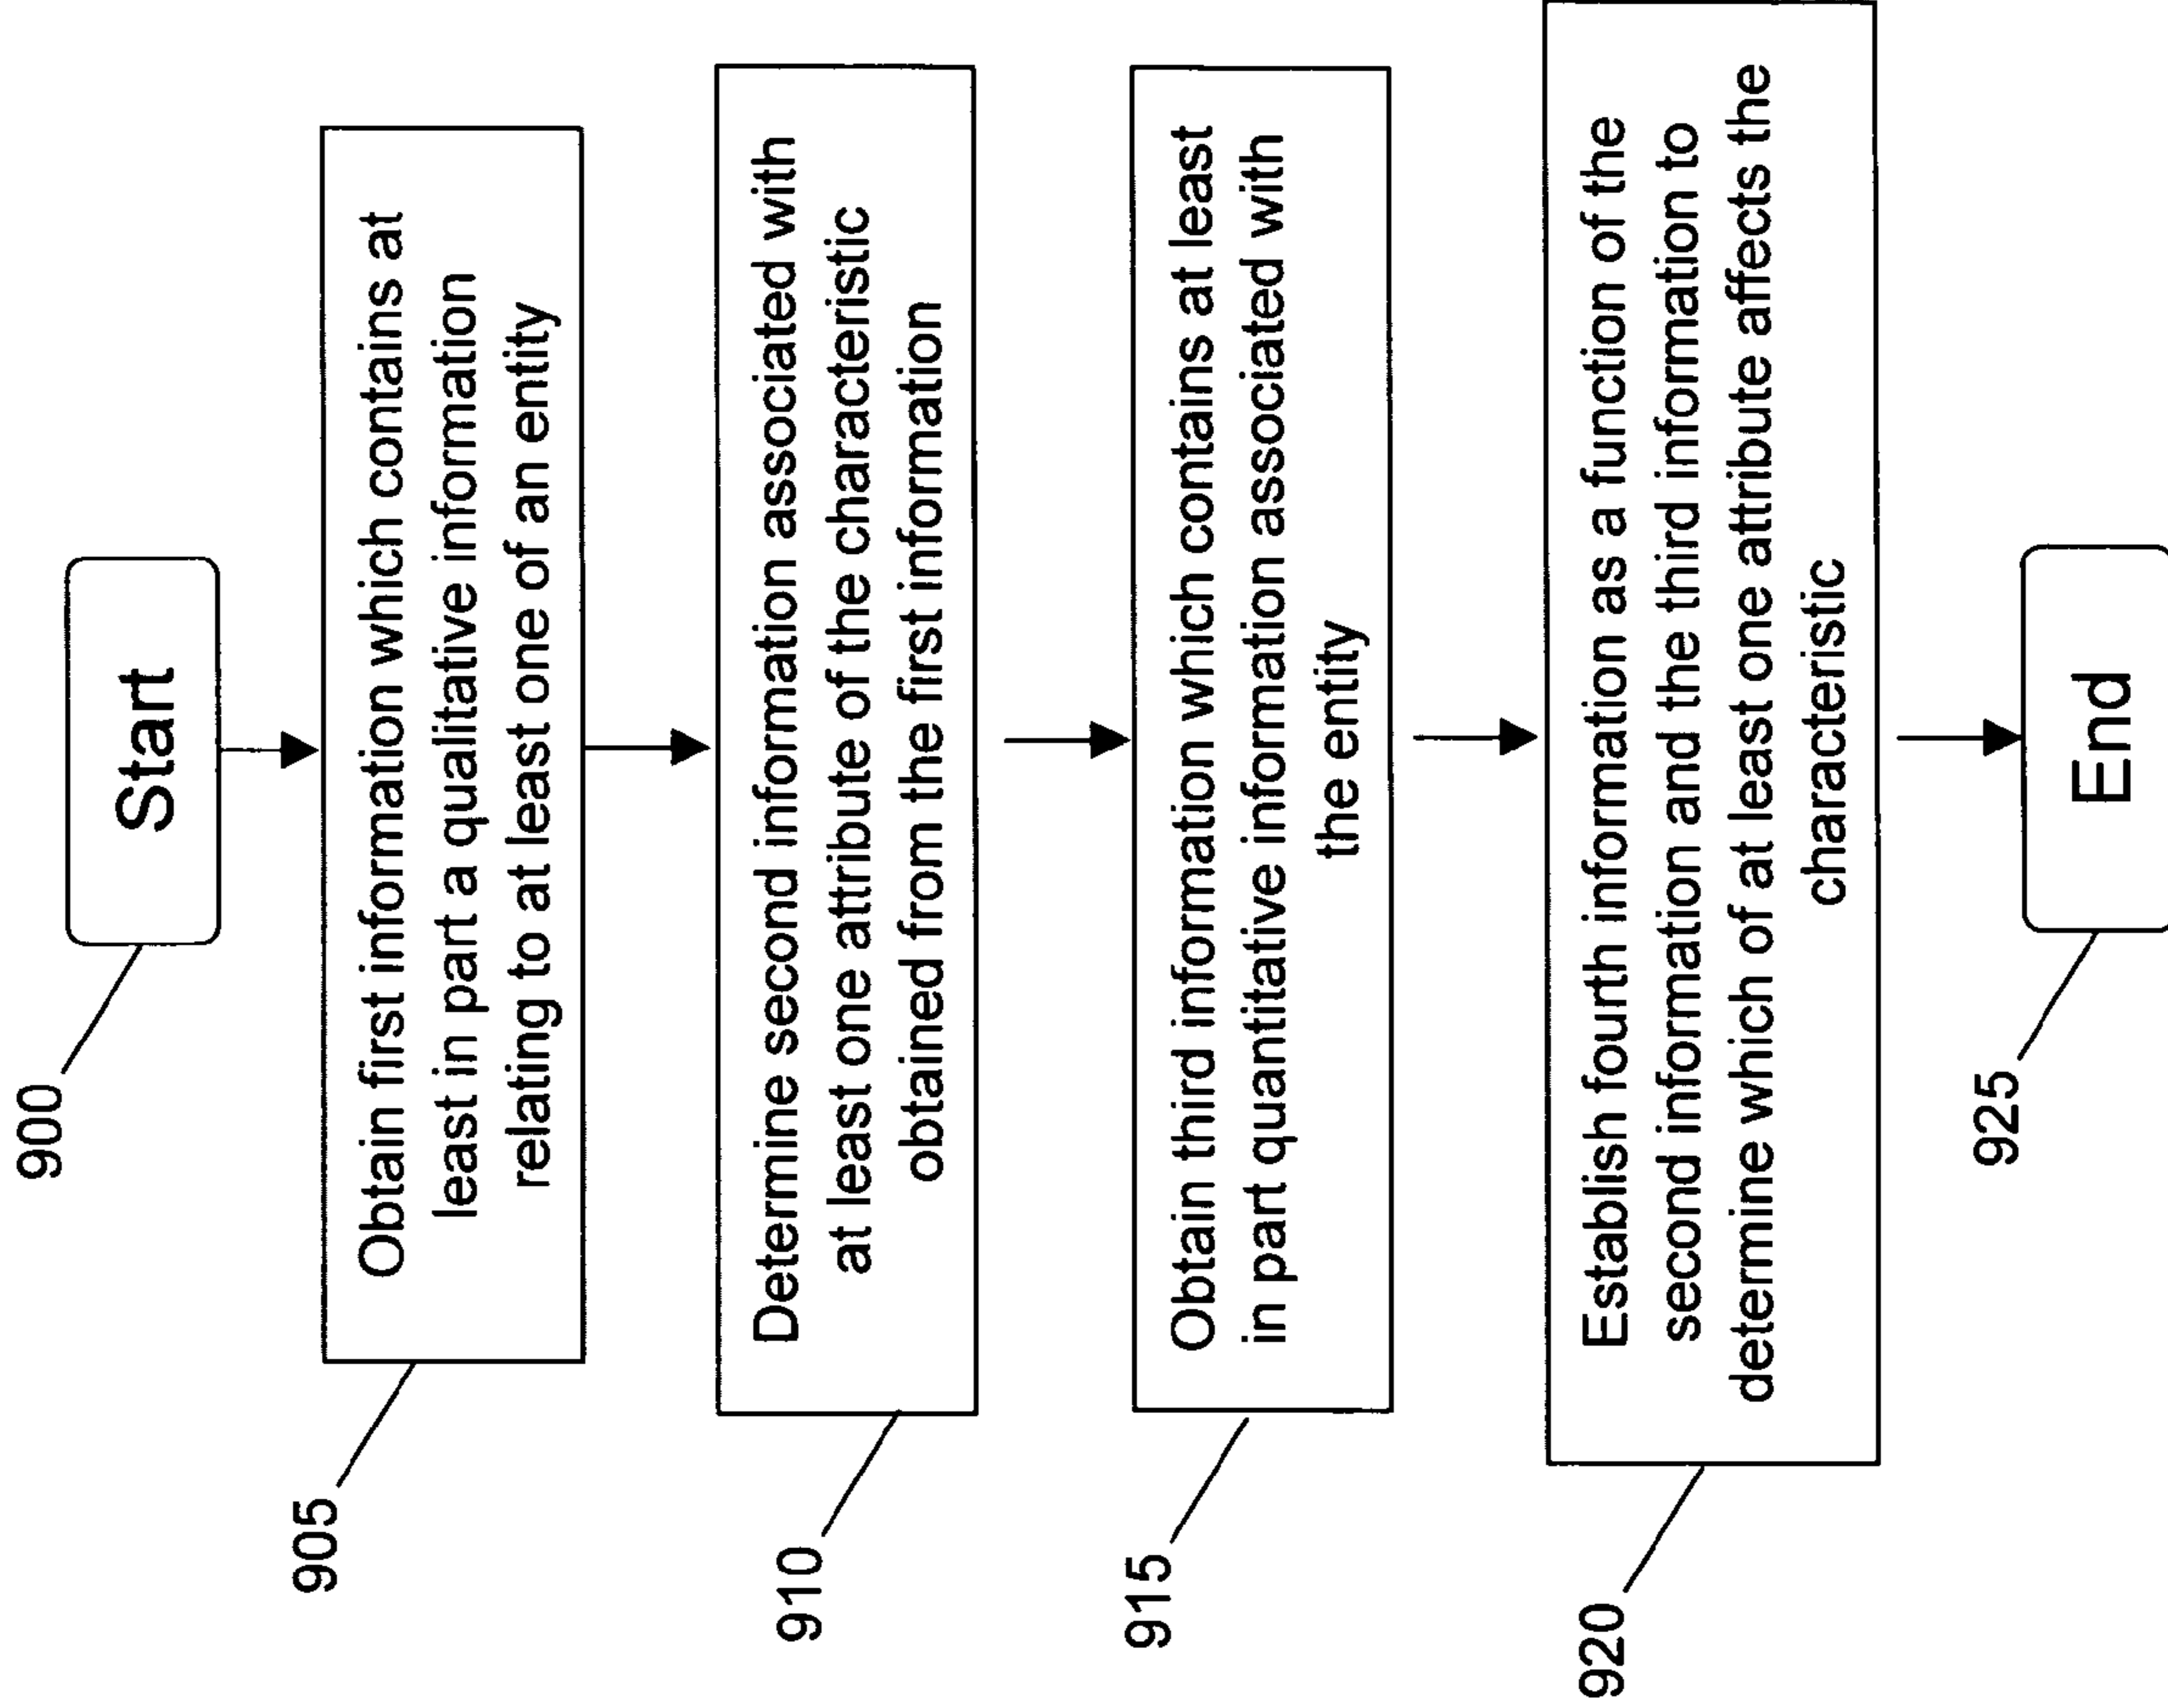 900
Start
905
Obtain first information which contains at
least in part a qualitative information
relating to at least one of an entity
910
Determine second information associated with
at least one attribute of the characteristic
obtained from the first information
915
Obtain third information which contains at least
in part quantitative information associated with
the entity
920
Establish fourth information as a function of the
second information and the third information to
determine which of at least one attribute affects the
characteristic
925
End